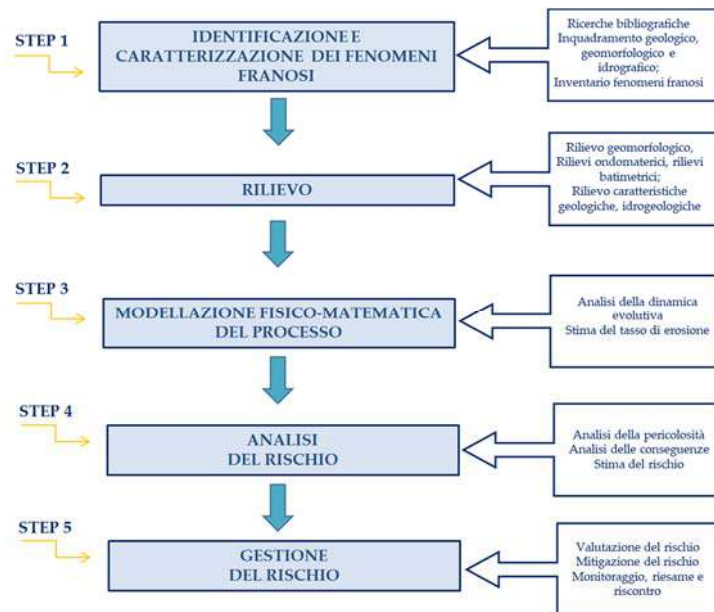 STEP 1
IDENTIFICAZIONE E
CARATTERIZZAZIONE DEI FENOMENI
FRANOSI
Ricerche bibliografiche
Inquadramento geologico,
geomorfologico e
idrografico;
Inventario fenomeni franosi
STEP 2
RILIEVO
Rilievo geomorfologico,
Rilievi ondomaterici, rilievi
batimetrici;
Rilievo caratteristiche
geologiche, idrogeologiche
STEP 3
MODELLAZIONE FISICO-MATEMATICA
DEL PROCESSO
Analisi della dinamica
evolutiva
Stima del tasso di erosione
STEP 4
ANALISI
DEL RISCHIO
Analisi della pericolosità
Analisi delle conseguenze
Stima del rischio
STEP 5
GESTIONE
DEL RISCHIO
Valutazione del rischio
Mitigazione del rischio
Monitoraggio, riesame e
riscontro